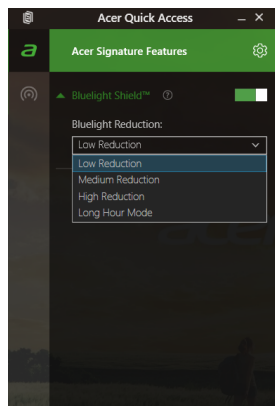 Acer Quick Access
a
Acer Signature Features
Bluelight Shield™ ?
Bluelight Reduction:
Low Reduction
Low Reduction
Medium Reduction
High Reduction
Long Hour Mode
acer